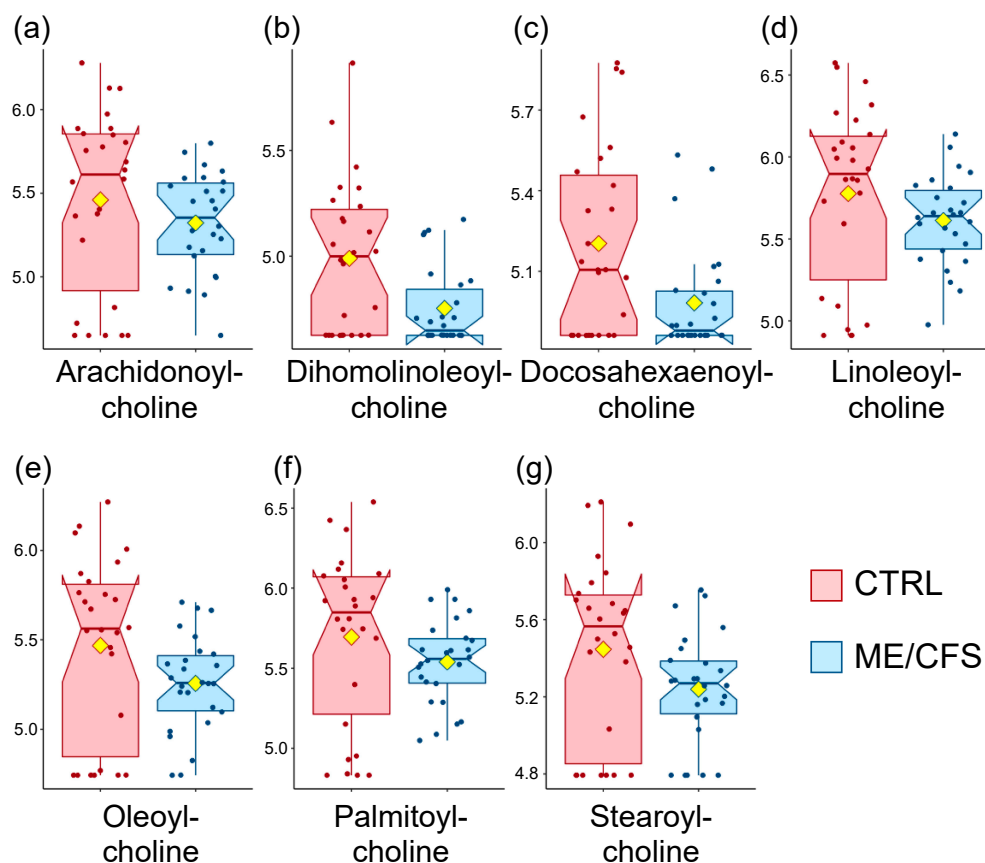 (a) (b) (c) (d)
6.0
5.5
5.0
5.5
5.0
5.7
5.4
5.1
6.5
6.0
5.5
5.0
Arachidonoyl-
choline
Dihomolinoleoyl-
choline
Docosahexaenoyl-
choline
Linoleoyl-
choline
(e) (f) (g)
6.0
5.5
5.0
6.5
6.0
5.5
5.0
6.0
5.6
5.2
4.8
Oleoyl-
choline
Palmitoyl-
choline
Stearoyl-
choline
CTRL
ME/CFS